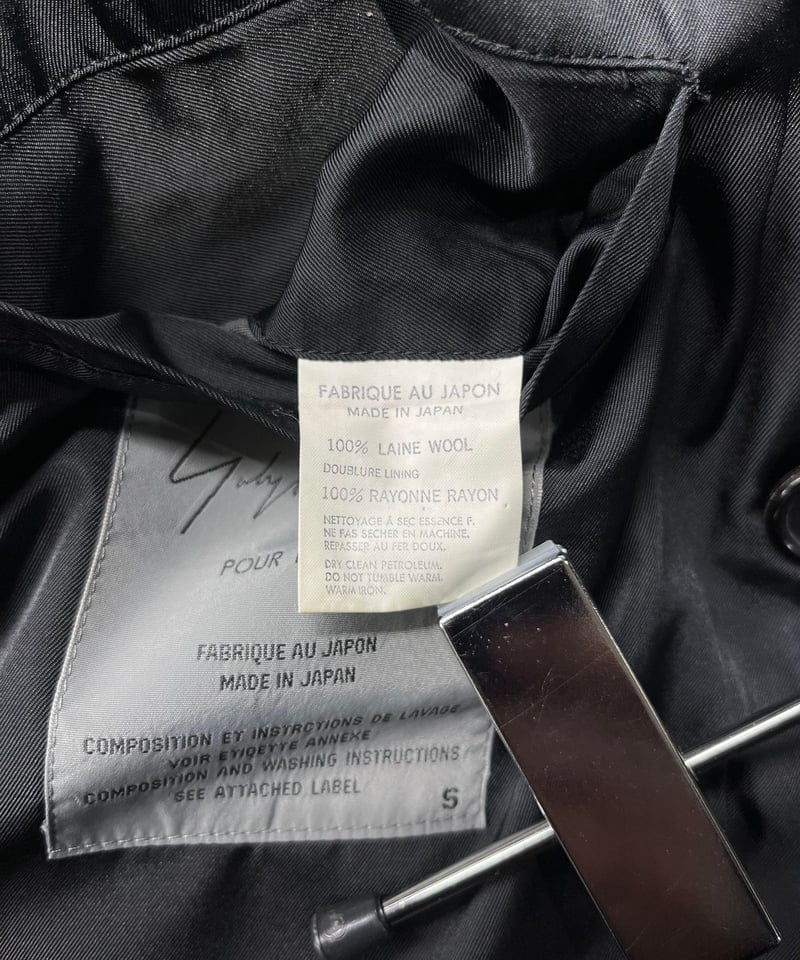 FABRIQUE AU JAPON
MADE IN JAPAN
100% LAINE WOOL
DOUBLURE LINING
100% RAYONNE RAYON
NETTOYAGE À SEC ESSENCE F.
NE FAS SECHER EN MACHINE.
REPASSER AU FER DOUX.
DRY CLEAN PETROLEUM.
DO NOT TUMBLE WARM.
WARM IRON.
POUR
FABRIQUE AU JAPON
MADE IN JAPAN
COMPOSITION ET INSTRCTIONS DE LAVAGE
VOIR ETIQETTE ANNEXE
COMPOSITION AND WASHING INSTRUCTIONS
SEE ATTACHED LABEL
S